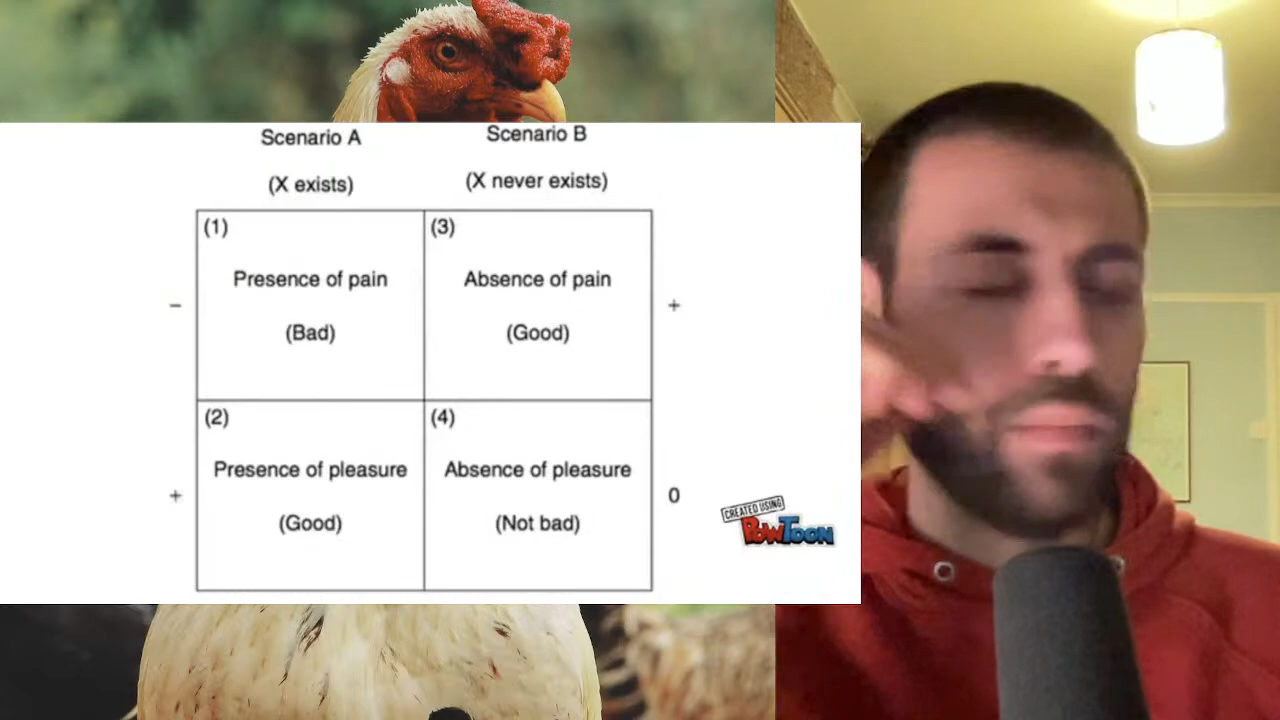 Scenario A
(X exists)
Scenario B
(X never exists)
(1)
Presence of pain
(Bad)
(3)
Absence of pain
(Good)
–
+
(2)
Presence of pleasure
(Good)
(4)
Absence of pleasure
(Not bad)
+
0
CREATED USING
POWTOON